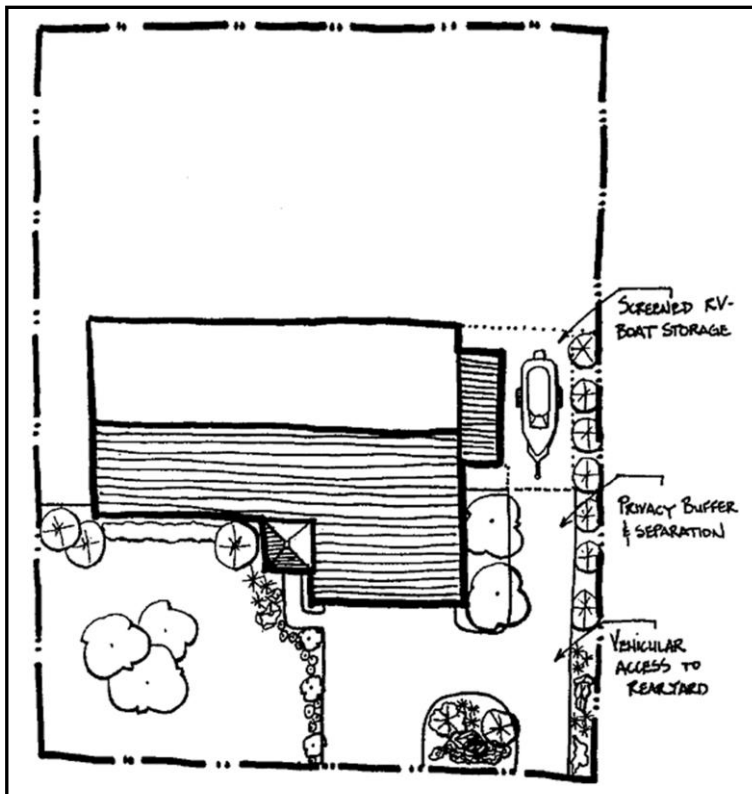 SCREENED RV-
BOAT STORAGE
PRIVACY BUFFER
& SEPARATION
VEHICULAR
ACCESS TO
REARYARD